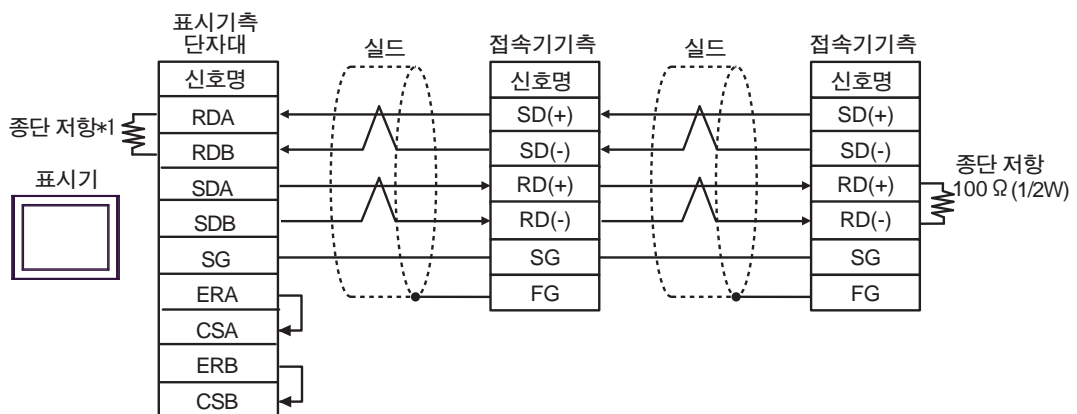 표시기측
단자대
실드
접속기기측
실드
접속기기측
신호명
신호명
신호명
종단 저항*1
RDA
SD(+)
SD(+)
RDB
SD(-)
SD(-)
표시기
SDA
RD(+)
RD(+)
종단 저항
100 Ω (1/2W)
SDB
RD(-)
RD(-)
SG
SG
SG
ERA
FG
FG
CSA
ERB
CSB